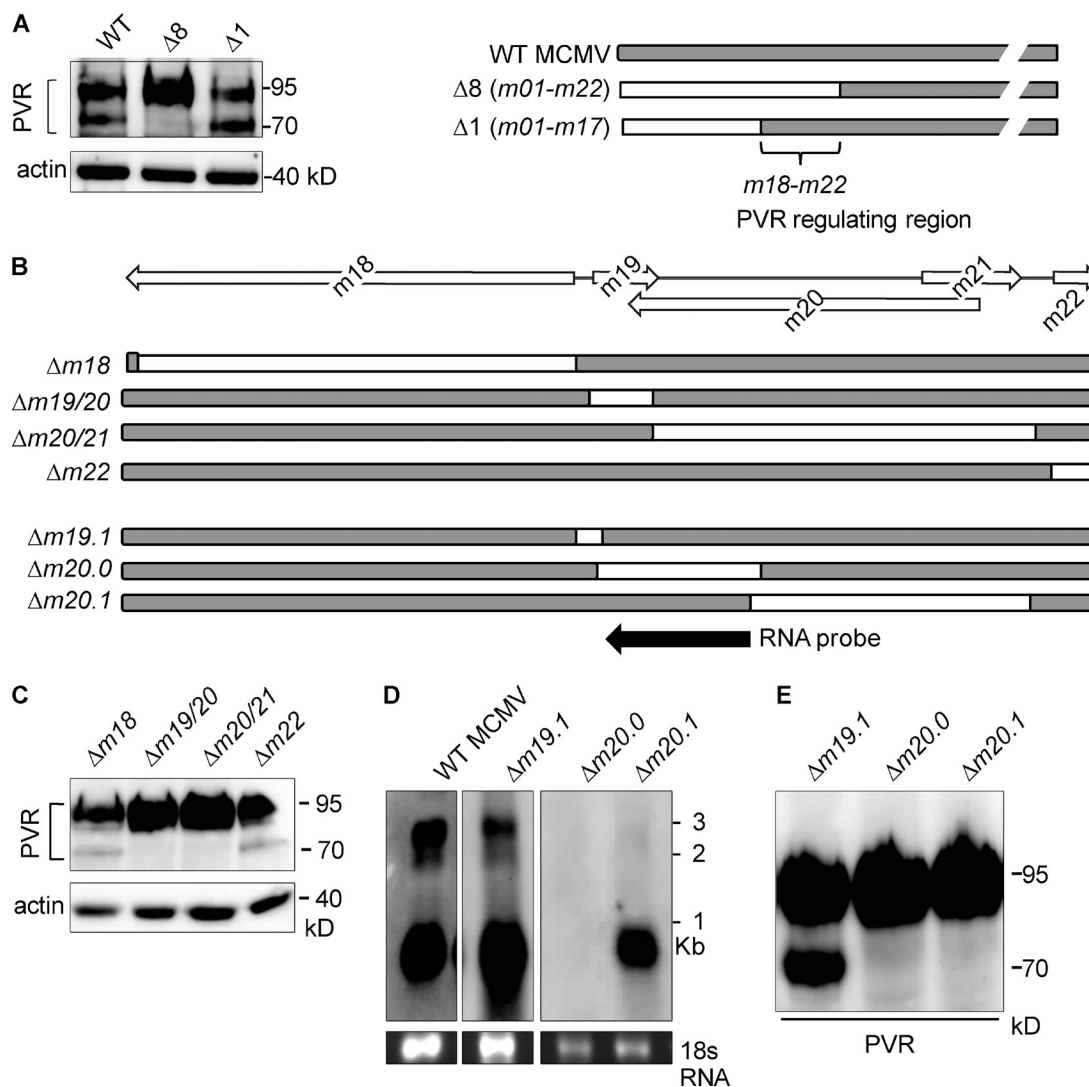 A
WT Δ8 Δ1
PVR
-95
-70
actin
-40 kD
WT MCMV
Δ8 (m01-m22)
Δ1 (m01-m17)
m18-m22
PVR regulating region
B
m18 m19 m20 m21 m22
Δm18
Δm19/20
Δm20/21
Δm22
Δm19.1
Δm20.0
Δm20.1
RNA probe
C
Δm18 Δm19/20 Δm20/21 Δm22
PVR
- 95
- 70
actin
- 40
kD
D
WT MCMV Δm19.1 Δm20.0 Δm20.1
- 3
- 2
- 1
Kb
18s
RNA
E
Δm19.1 Δm20.0 Δm20.1
-95
-70
kD
PVR